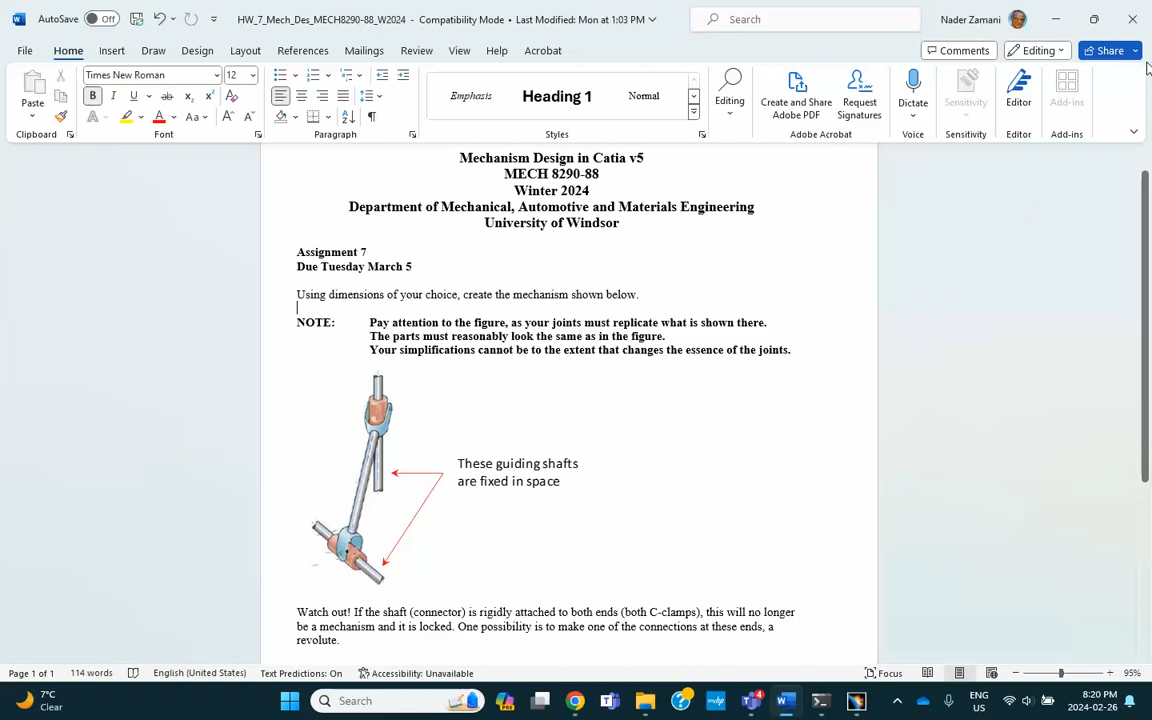 AutoSave Off HW_7_Mech_Des_MECH8290-88_W2024 - Compatibility Mode • Last Modified: Mon at 1:03 PM Search Nader Zamani
File Home Insert Draw Design Layout References Mailings Review View Help Acrobat Comments Editing Share
Times New Roman 12
Paste
B I U ab x₂ x²
Aa A A
Emphasis Heading 1 Normal
Editing
Create and Share Adobe PDF
Request Signatures
Dictate
Sensitivity
Editor
Add-ins
Clipboard Font Paragraph Styles Adobe Acrobat Voice Sensitivity Editor Add-ins
Mechanism Design in Catia v5
MECH 8290-88
Winter 2024
Department of Mechanical, Automotive and Materials Engineering
University of Windsor
Assignment 7
Due Tuesday March 5
Using dimensions of your choice, create the mechanism shown below.
NOTE: Pay attention to the figure, as your joints must replicate what is shown there.
The parts must reasonably look the same as in the figure.
Your simplifications cannot be to the extent that changes the essence of the joints.
These guiding shafts
are fixed in space
Watch out! If the shaft (connector) is rigidly attached to both ends (both C-clamps), this will no longer
be a mechanism and it is locked. One possibility is to make one of the connections at these ends, a
revolute.
Page 1 of 1 114 words English (United States) Text Predictions: On Accessibility: Unavailable Focus 95%
7°C
Clear
Search
PRE
4
ENG
US
8:20 PM
2024-02-26